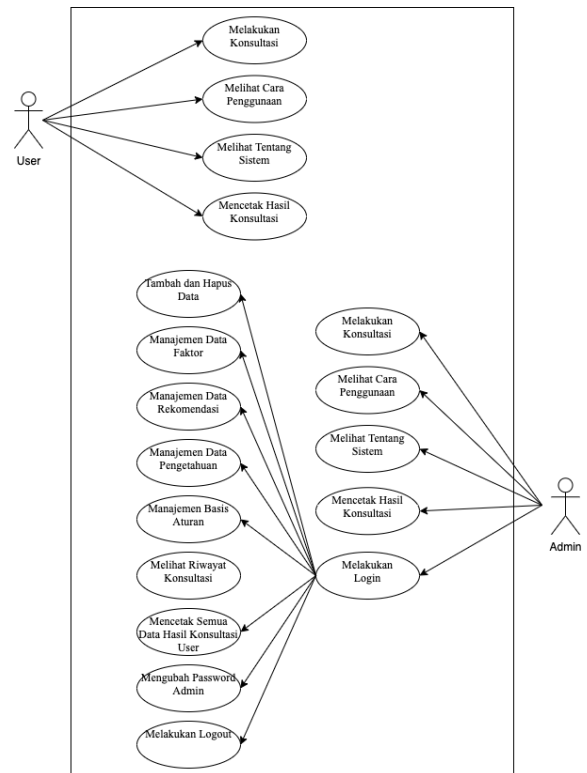 Melakukan
Konsultasi
Melihat Cara
Penggunaan
User
Melihat Tentang
Sistem
Mencetak Hasil
Konsultasi
Tambah dan Hapus
Data
Manajemen Data
Faktor
Manajemen Data
Rekomendasi
Manajemen Data
Pengetahuan
Manajemen Basis
Aturan
Melihat Riwayat
Konsultasi
Mencetak Semua
Data Hasil Konsultasi
User
Mengubah Password
Admin
Melakukan Logout
Melakukan
Konsultasi
Melihat Cara
Penggunaan
Melihat Tentang
Sistem
Mencetak Hasil
Konsultasi
Melakukan
Login
Admin